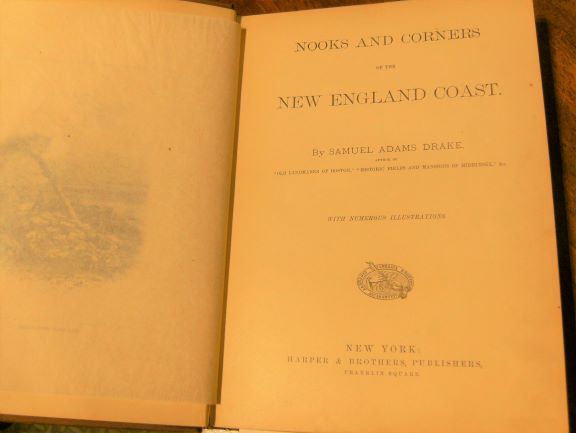 NOOKS AND CORNERS
OF THE
NEW ENGLAND COAST.
By SAMUEL ADAMS DRAKE,
AUTHOR OF
"OLD LANDMARKS OF BOSTON," "HISTORIC FIELDS AND MANSIONS OF MIDDLESEX," &c.
WITH NUMEROUS ILLUSTRATIONS
NEW YORK:
HARPER & BROTHERS, PUBLISHERS,
FRANKLIN SQUARE.